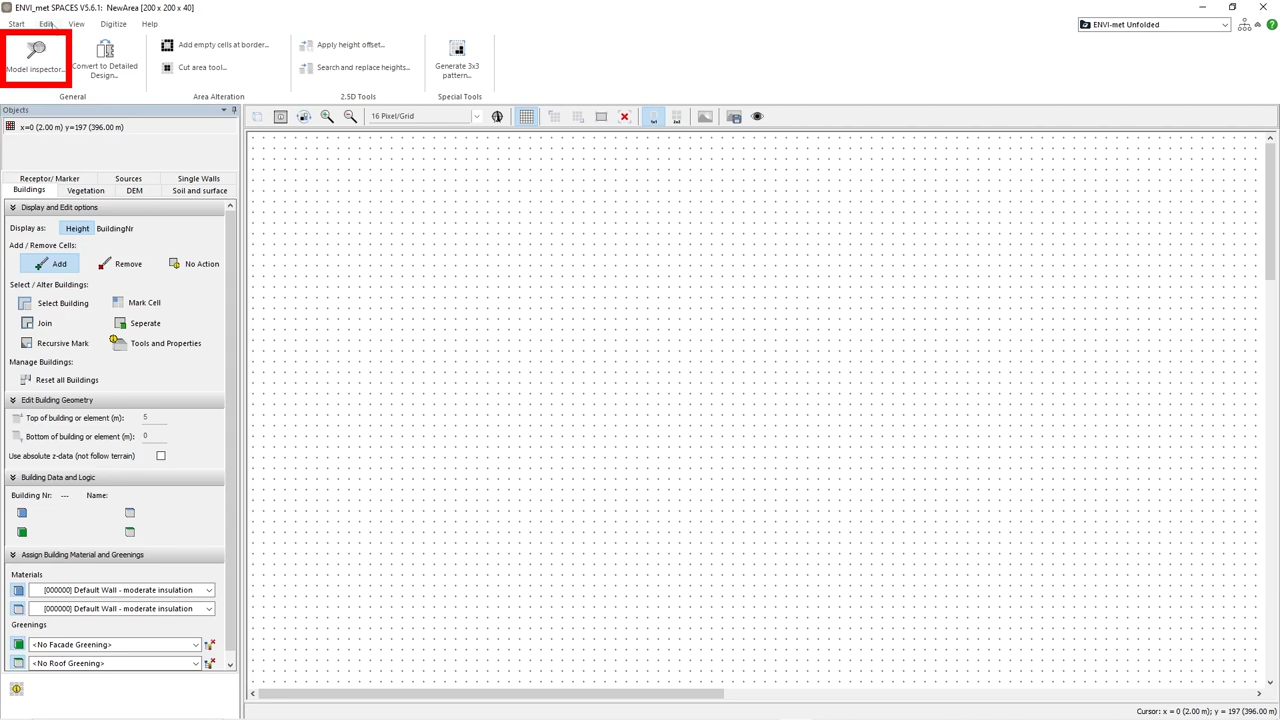 ENVI_met SPACES V5.6.1: NewArea [200 x 200 x 40]
Start Edit View Digitize Help
ENVI-met Unfolded
Model inspector...
Convert to Detailed
Design...
Add empty cells at border...
Cut area tool...
Apply height offset...
Search and replace heights...
Generate 3x3
pattern...
General
Area Alteration
2.5D Tools
Special Tools
Objects
x=0 (2.00 m) y=197 (396.00 m)
16 Pixel/Grid
Receptor/ Marker Sources Single Walls
Buildings Vegetation DEM Soil and surface
Display and Edit options
Display as: Height BuildingNr
Add / Remove Cells:
Add Remove No Action
Select / Alter Buildings:
Select Building Mark Cell
Join Seperate
Recursive Mark Tools and Properties
Manage Buildings:
Reset all Buildings
Edit Building Geometry
Top of building or element (m): 5
Bottom of building or element (m): 0
Use absolute z-data (not follow terrain)
Building Data and Logic
Building Nr: --- Name:
Assign Building Material and Greenings
Materials
[000000] Default Wall - moderate insulation
[000000] Default Wall - moderate insulation
Greenings
<No Facade Greening>
<No Roof Greening>
Cursor: x = 0 (2.00 m); y = 197 (396.00 m)